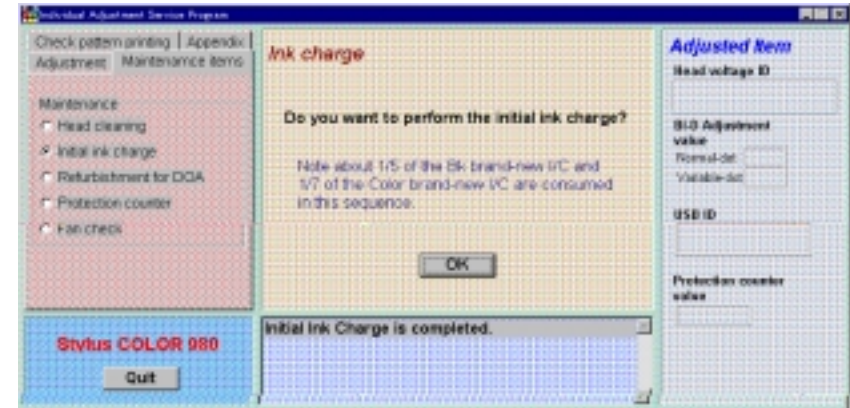 Individual Adjustment Service Program
Check pattern printing | Appendix
Adjustment | Maintenamce items
Maintenance
Head cleaning
Initial ink charge
Refurbishment for DOA
Protection counter
Fan check
Stylus COLOR 980
Quit
Ink charge
Do you want to perform the initial ink charge?
Note about 1/5 of the Bk brand-new I/C and
1/7 of the Color brand-new I/C are consumed
in this sequence.
OK
Initial Ink Charge is completed.
Adjusted Item
Head voltage ID
Bi-D Adjustment
value
Normal-dot
Variable-dot
USB ID
Protection counter
value